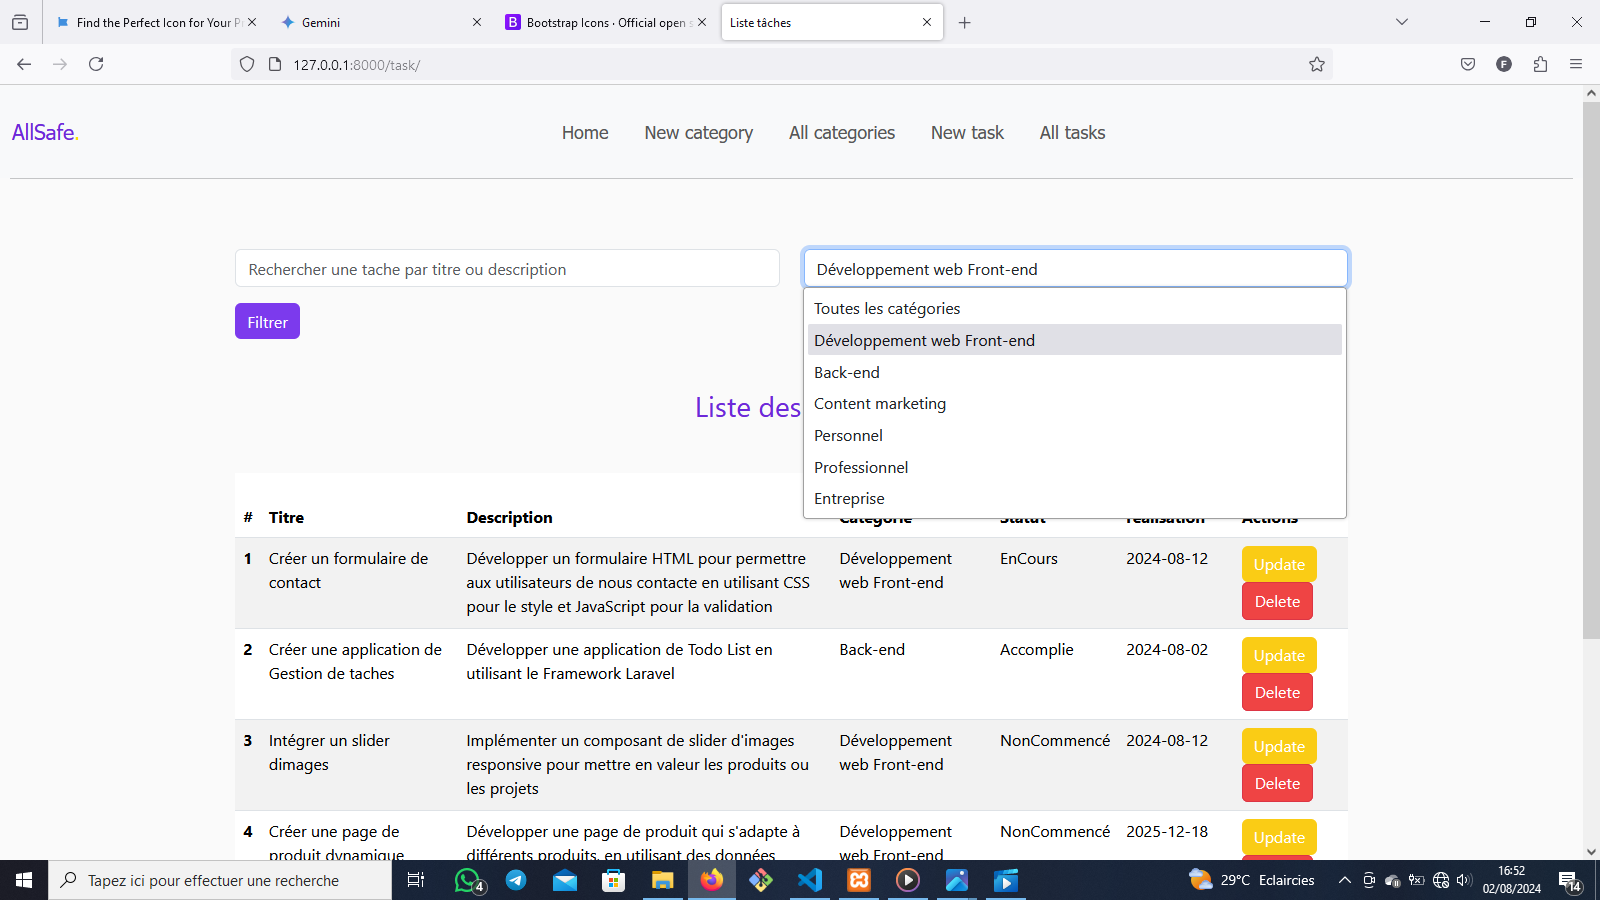 Find the Perfect Icon for Your P
Gemini
Bootstrap Icons · Official open s
Liste tâches
127.0.0.1:8000/task/
F
AllSafe.
Home
New category
All categories
New task
All tasks
Rechercher une tache par titre ou description
Développement web Front-end
Filtrer
Toutes les catégories
Développement web Front-end
Back-end
Content marketing
Personnel
Professionnel
Entreprise
Liste des
# Titre Description Catégorie Statut réalisation Actions
1 Créer un formulaire de Développer un formulaire HTML pour permettre Développement EnCours 2024-08-12 Update
contact aux utilisateurs de nous contacte en utilisant CSS web Front-end
pour le style et JavaScript pour la validation Delete
2 Créer une application de Développer une application de Todo List en Back-end Accomplie 2024-08-02 Update
Gestion de taches utilisant le Framework Laravel
Delete
3 Intégrer un slider Implémenter un composant de slider d'images Développement NonCommencé 2024-08-12 Update
dimages responsive pour mettre en valeur les produits ou web Front-end
les projets Delete
4 Créer une page de Développer une page de produit qui s'adapte à Développement NonCommencé 2025-12-18 Update
produit dynamique différents produits, en utilisant des données web Front-end
Tapez ici pour effectuer une recherche
4
29°C Eclaircies
16:52
02/08/2024
14